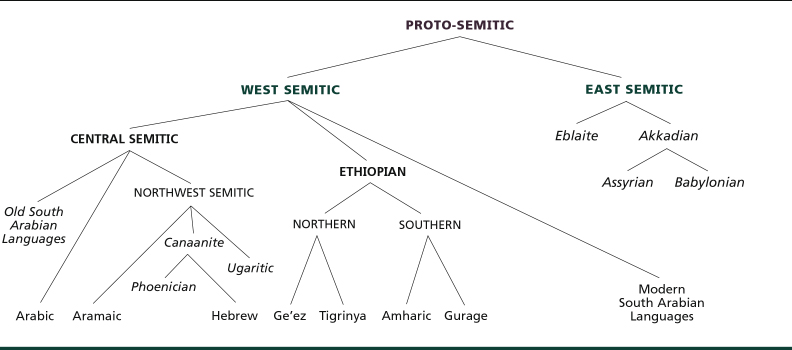 PROTO-SEMITIC
WEST SEMITIC
EAST SEMITIC
CENTRAL SEMITIC
Eblaite
Akkadian
ETHIOPIAN
Assyrian
Babylonian
NORTHWEST SEMITIC
Old South
Arabian
Languages
NORTHERN
SOUTHERN
Canaanite
Ugaritic
Phoenician
Modern
South Arabian
Languages
Arabic
Aramaic
Hebrew
Ge‘ez
Tigrinya
Amharic
Gurage